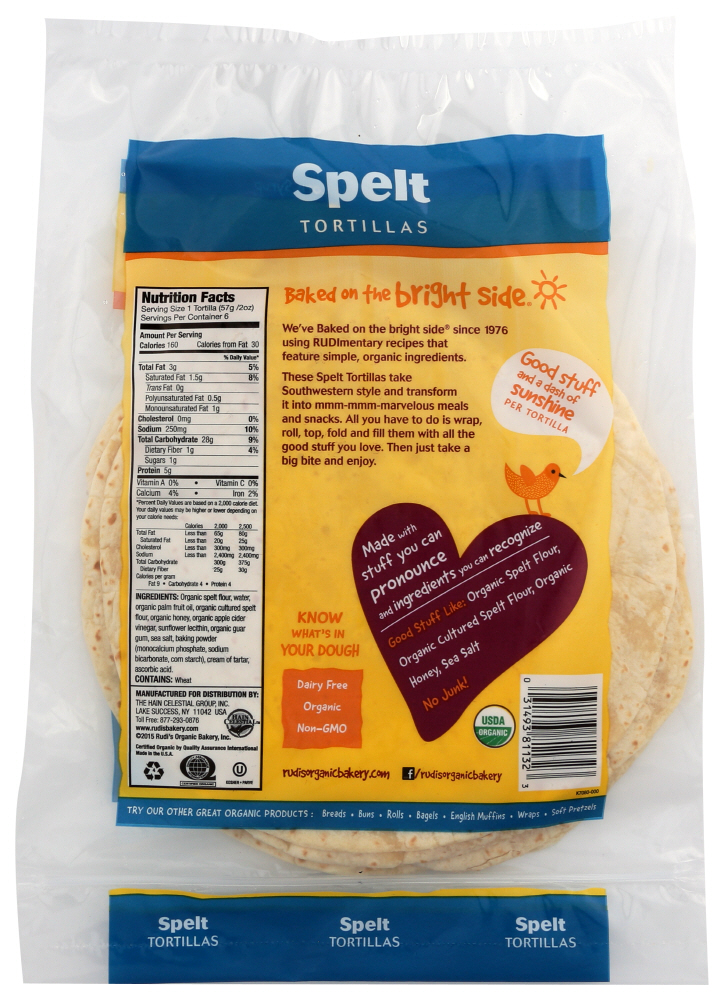 Spelt
TORTILLAS
Nutrition Facts
Serving Size 1 Tortilla (57g /2oz)
Servings Per Container 6
Amount Per Serving
Calories 160 Calories from Fat 30
% Daily Value*
Total Fat 3g 5%
Saturated Fat 1.5g 8%
Trans Fat 0g
Polyunsaturated Fat 0.5g
Monounsaturated Fat 1g
Cholesterol 0mg 0%
Sodium 250mg 10%
Total Carbohydrate 28g 9%
Dietary Fiber 1g 4%
Sugars 1g
Protein 5g
Vitamin A 0% • Vitamin C 0%
Calcium 4% • Iron 2%
*Percent Daily Values are based on a 2,000 calorie diet.
Your daily values may be higher or lower depending on
your calorie needs:
Calories 2,000 2,500
Total Fat Less than 65g 80g
Saturated Fat Less than 20g 25g
Cholesterol Less than 300mg 300mg
Sodium Less than 2,400mg 2,400mg
Total Carbohydrate 300g 375g
Dietary Fiber 25g 30g
Calories per gram
Fat 9 • Carbohydrate 4 • Protein 4
INGREDIENTS: Organic spelt flour, water,
organic palm fruit oil, organic cultured spelt
flour, organic honey, organic apple cider
vinegar, sunflower lecithin, organic guar
gum, sea salt, baking powder
(monocalcium phosphate, sodium
bicarbonate, corn starch), cream of tartar,
ascorbic acid.
CONTAINS: Wheat
MANUFACTURED FOR DISTRIBUTION BY:
THE HAIN CELESTIAL GROUP, INC.
LAKE SUCCESS, NY 11042 USA
Toll Free: 877-293-0876
www.rudisbakery.com
©2015 Rudi's Organic Bakery, Inc.
HAIN
CELESTIAL
Certified Organic by Quality Assurance International
Made in the U.S.A.
CERTIFIED ORGANIC
U
KOSHER - PAREVE
Baked on the bright side.®
We've Baked on the bright side® since 1976
using RUDImentary recipes that
feature simple, organic ingredients.
These Spelt Tortillas take
Southwestern style and transform
it into mmm-mmm-marvelous meals
and snacks. All you have to do is wrap,
roll, top, fold and fill them with all the
good stuff you love. Then just take a
big bite and enjoy.
Good stuff
and a dash of
sunshine
PER TORTILLA
Made with
stuff you can
pronounce
and ingredients you can recognize
Good Stuff Like: Organic Spelt Flour,
Organic Cultured Spelt Flour, Organic
Honey, Sea Salt
No Junk!
KNOW
WHAT'S IN
YOUR DOUGH
Dairy Free
Organic
Non-GMO
USDA
ORGANIC
0 31493 81132 3
rudisorganicbakery.com f/rudisorganicbakery
TRY OUR OTHER GREAT ORGANIC PRODUCTS : Breads • Buns • Rolls • Bagels • English Muffins • Wraps • Soft Pretzels
Spelt Spelt Spelt
TORTILLAS TORTILLAS TORTILLAS